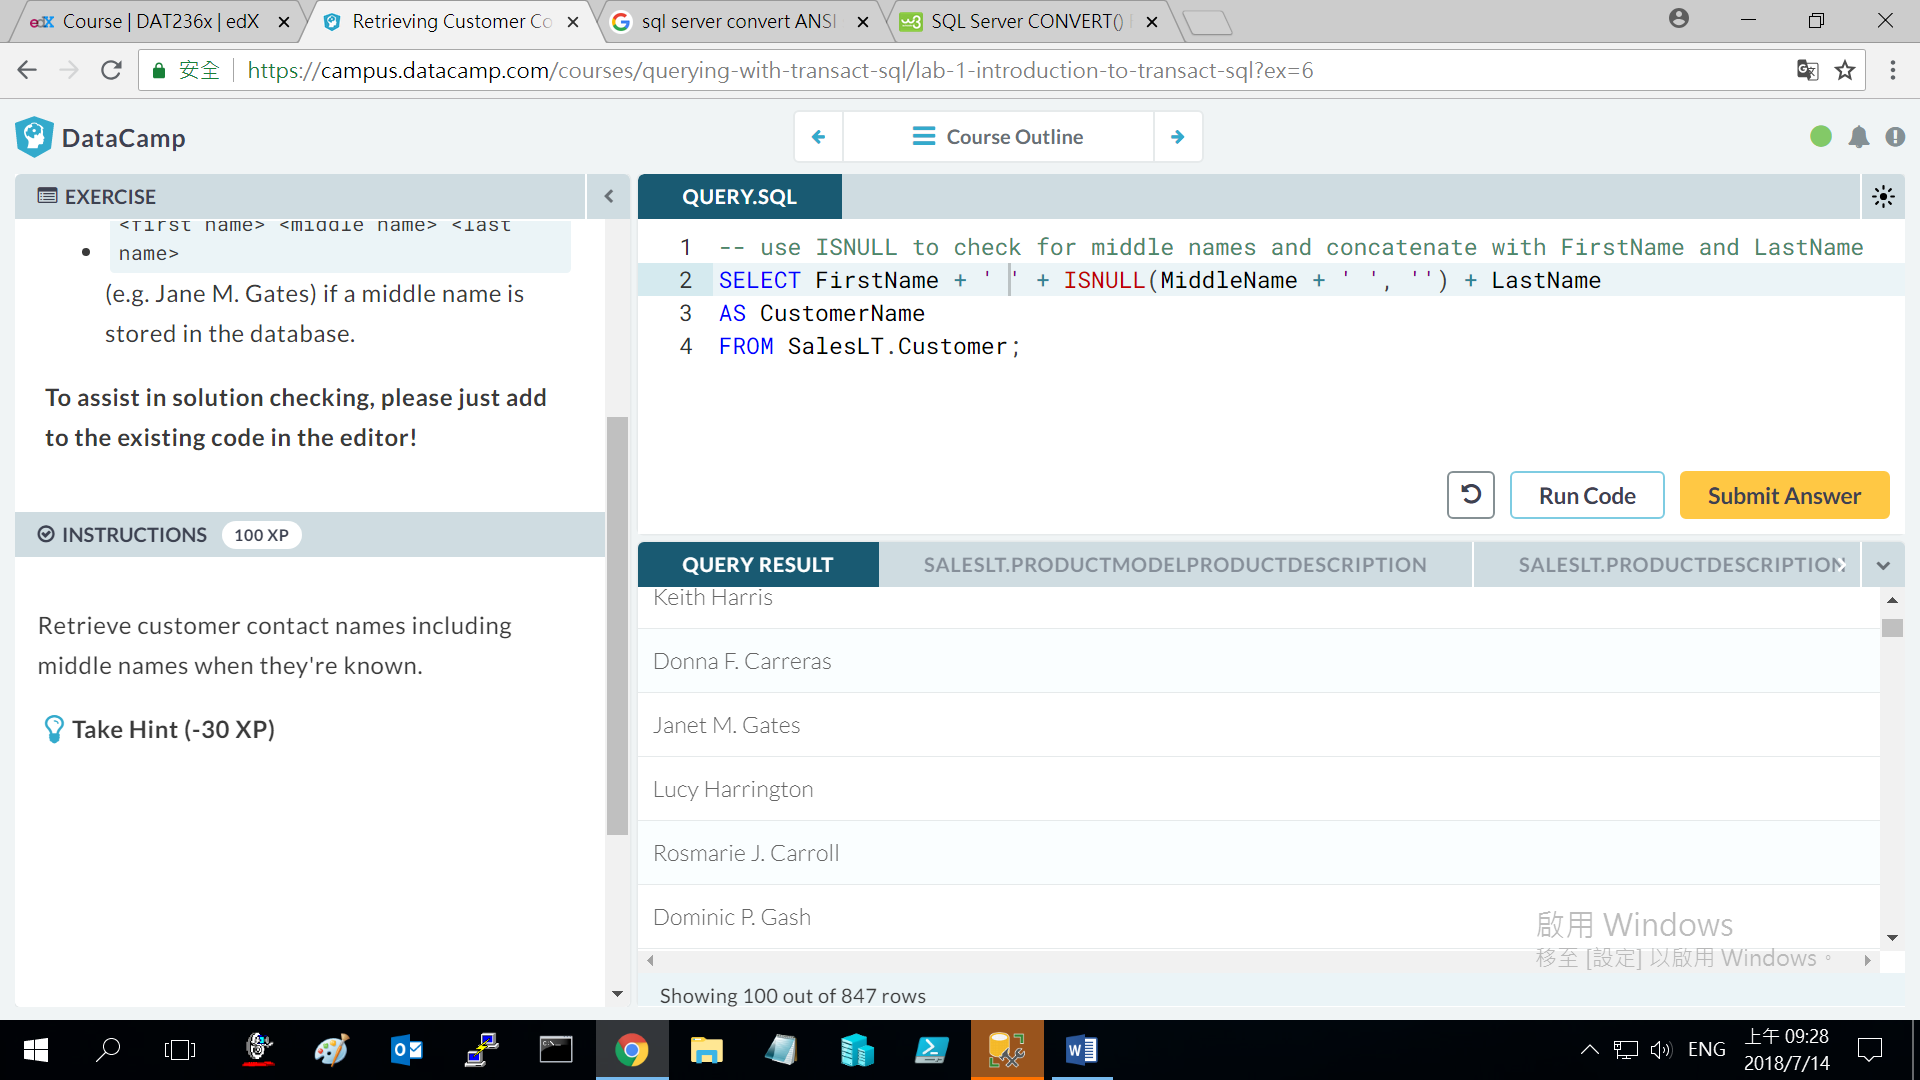 Course | DAT236x | edX
Retrieving Customer Co
sql server convert ANSI
SQL Server CONVERT()
安全
https://campus.datacamp.com/courses/querying-with-transact-sql/lab-1-introduction-to-transact-sql?ex=6
DataCamp
Course Outline
EXERCISE
<first name> <middle name> <last
name>
(e.g. Jane M. Gates) if a middle name is
stored in the database.
To assist in solution checking, please just add
to the existing code in the editor!
INSTRUCTIONS
100 XP
Retrieve customer contact names including
middle names when they're known.
Take Hint (-30 XP)
QUERY.SQL
1 -- use ISNULL to check for middle names and concatenate with FirstName and LastName
2 SELECT FirstName + ' ' + ISNULL(MiddleName + ' ', '') + LastName
3 AS CustomerName
4 FROM SalesLT.Customer;
Run Code
Submit Answer
QUERY RESULT
SALESLT.PRODUCTMODELPRODUCTDESCRIPTION
SALESLT.PRODUCTDESCRIPTION
Keith Harris
Donna F. Carreras
Janet M. Gates
Lucy Harrington
Rosmarie J. Carroll
Dominic P. Gash
Showing 100 out of 847 rows
啟用 Windows
移至 [設定] 以啟用 Windows。
ENG
上午 09:28
2018/7/14